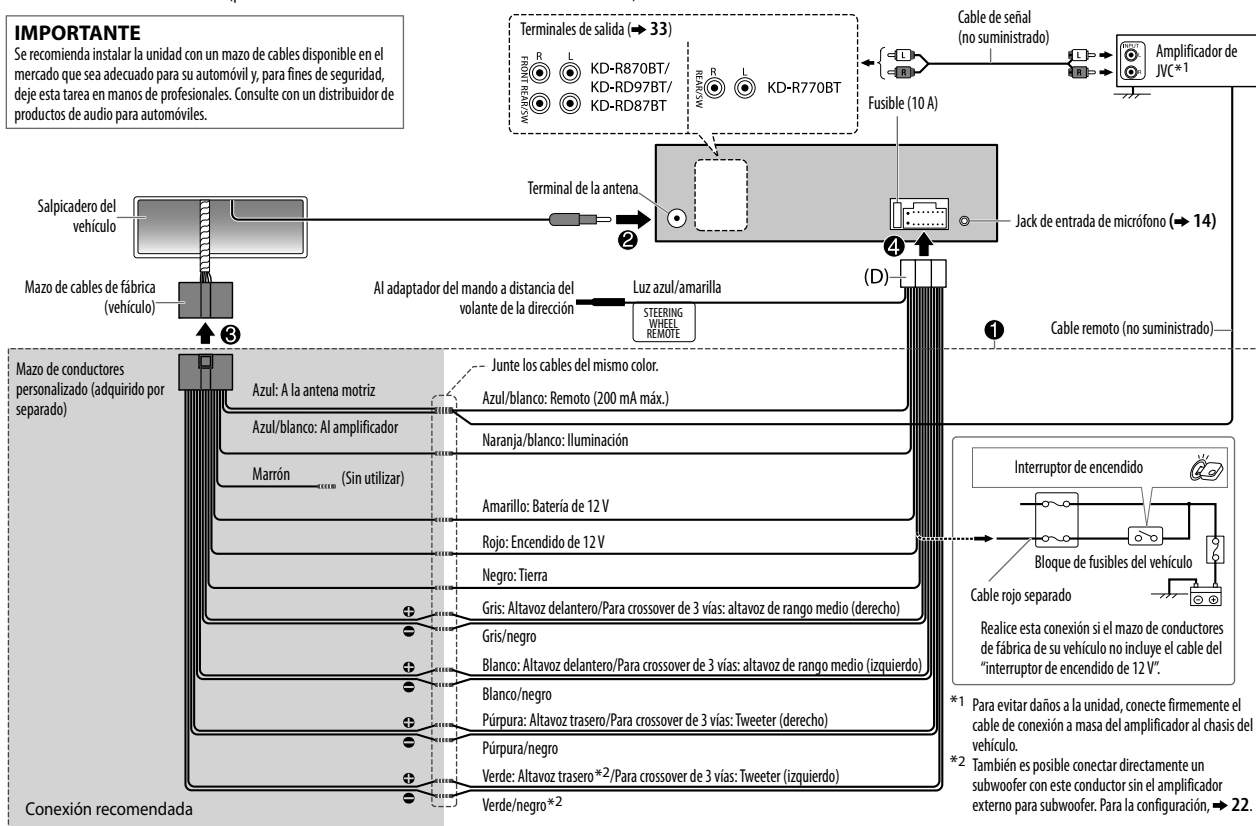 IMPORTANTE
Se recomienda instalar la unidad con un mazo de cables disponible en el
mercado que sea adecuado para su automóvil y, para fines de seguridad,
deje esta tarea en manos de profesionales. Consulte con un distribuidor de
productos de audio para automóviles.
Terminales de salida (➜ 33)
R L
FRONT
REAR/SW
KD-R870BT/
KD-RD97BT/
KD-RD87BT
R L
REAR/SW
KD-R770BT
Cable de señal
(no suministrado)
L
R
L
R
INPUT
L
R
Amplificador de
JVC*1
Fusible (10 A)
Terminal de la antena
Salpicadero del
vehículo
2
4
Jack de entrada de micrófono (➜ 14)
(D)
Mazo de cables de fábrica
(vehículo)
3
Al adaptador del mando a distancia del
volante de la dirección
Luz azul/amarilla
STEERING
WHEEL
REMOTE
1
Cable remoto (no suministrado)
Mazo de conductores
personalizado (adquirido por
separado)
Junte los cables del mismo color.
Azul: A la antena motriz
Azul/blanco: Remoto (200 mA máx.)
Azul/blanco: Al amplificador
Naranja/blanco: Iluminación
Marrón
(Sin utilizar)
Amarillo: Batería de 12 V
Rojo: Encendido de 12 V
Negro: Tierra
Gris: Altavoz delantero/Para crossover de 3 vías: altavoz de rango medio (derecho)
Gris/negro
Blanco: Altavoz delantero/Para crossover de 3 vías: altavoz de rango medio (izquierdo)
Blanco/negro
Púrpura: Altavoz trasero/Para crossover de 3 vías: Tweeter (derecho)
Púrpura/negro
Verde: Altavoz trasero*2/Para crossover de 3 vías: Tweeter (izquierdo)
Verde/negro*2
Conexión recomendada
Interruptor de encendido
Bloque de fusibles del vehículo
Cable rojo separado
Realice esta conexión si el mazo de conductores
de fábrica de su vehículo no incluye el cable del
“interruptor de encendido de 12 V”.
*1 Para evitar daños a la unidad, conecte firmemente el
cable de conexión a masa del amplificador al chasis del
vehículo.
*2 También es posible conectar directamente un
subwoofer con este conductor sin el amplificador
externo para subwoofer. Para la configuración, ➜ 22.